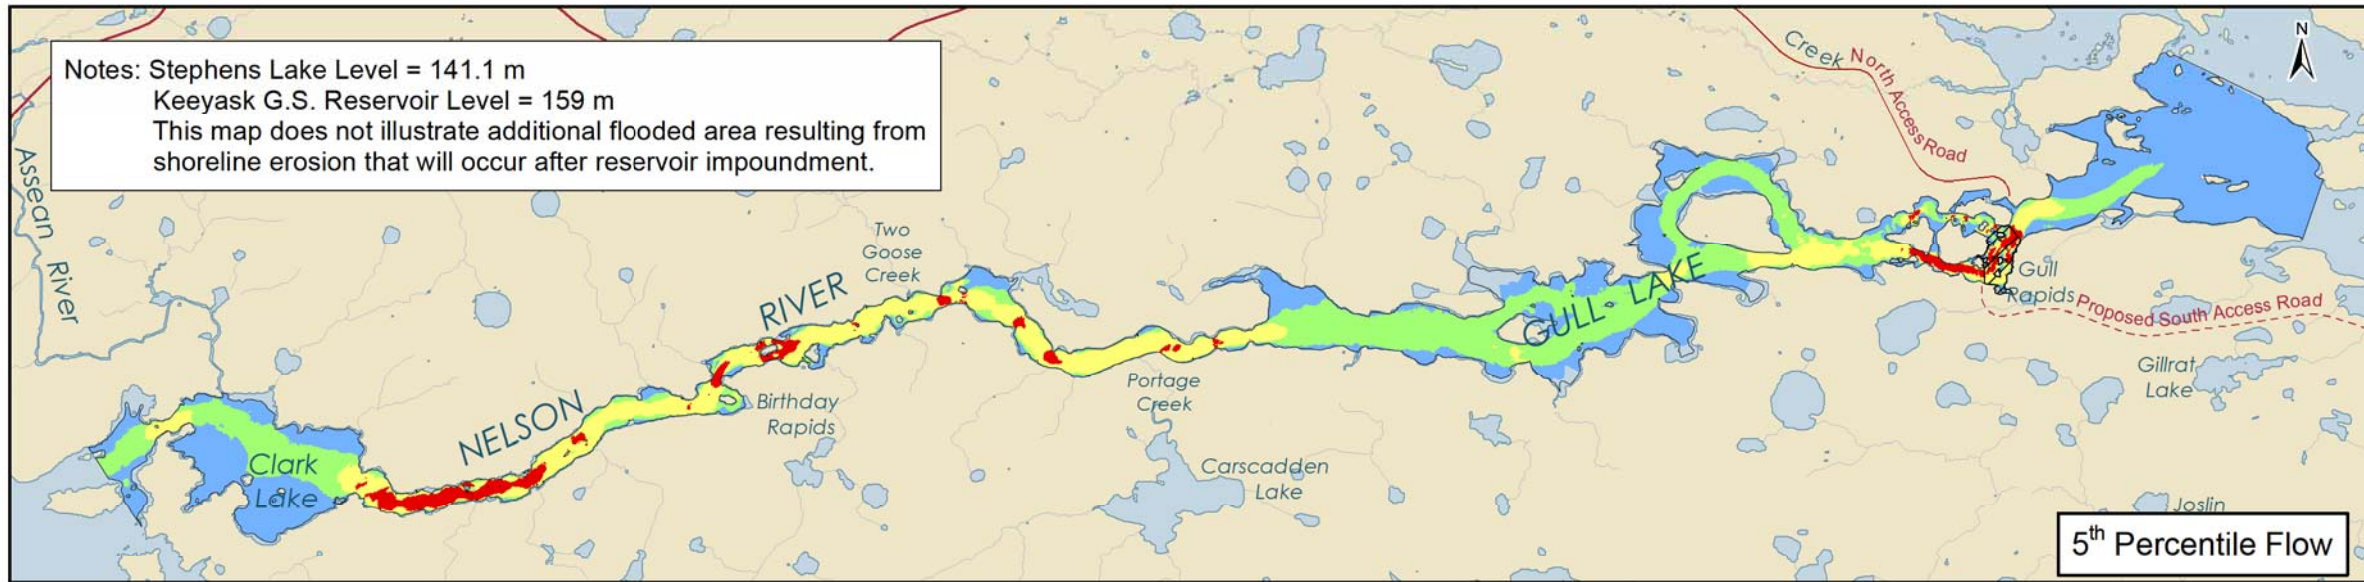 Notes: Stephens Lake Level = 141.1 m
Keeyask G.S. Reservoir Level = 159 m
This map does not illustrate additional flooded area resulting from
shoreline erosion that will occur after reservoir impoundment.
N
Creek
North Access Road
Assean
River
Two
Goose
Creek
NELSON
RIVER
GULL LAKE
Gull
Rapids
Proposed South Access Road
Gillrat
Lake
Portage
Creek
Birthday
Rapids
Clark
Lake
Carscadden
Lake
Joslin
5th Percentile Flow